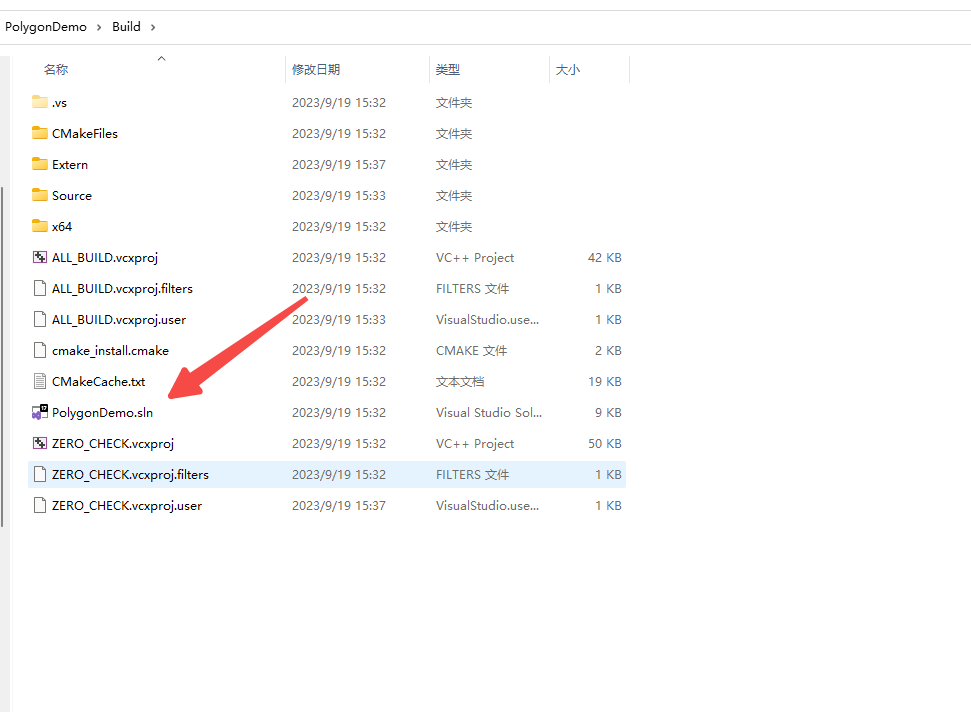 PolygonDemo > Build >
名称 修改日期 类型 大小
.vs 2023/9/19 15:32 文件夹
CMakeFiles 2023/9/19 15:32 文件夹
Extern 2023/9/19 15:37 文件夹
Source 2023/9/19 15:33 文件夹
x64 2023/9/19 15:32 文件夹
ALL_BUILD.vcxproj 2023/9/19 15:32 VC++ Project 42 KB
ALL_BUILD.vcxproj.filters 2023/9/19 15:32 FILTERS 文件 1 KB
ALL_BUILD.vcxproj.user 2023/9/19 15:33 VisualStudio.use... 1 KB
cmake_install.cmake 2023/9/19 15:32 CMAKE 文件 2 KB
CMakeCache.txt 2023/9/19 15:32 文本文档 19 KB
PolygonDemo.sln 2023/9/19 15:32 Visual Studio Sol... 9 KB
ZERO_CHECK.vcxproj 2023/9/19 15:32 VC++ Project 50 KB
ZERO_CHECK.vcxproj.filters 2023/9/19 15:32 FILTERS 文件 1 KB
ZERO_CHECK.vcxproj.user 2023/9/19 15:37 VisualStudio.use... 1 KB